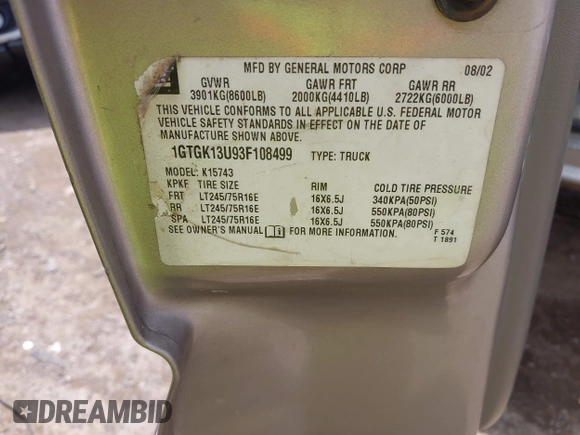 MFD BY GENERAL MOTORS CORP 08/02
GVWR GAWR FRT GAWR RR
3901KG(8600LB) 2000KG(4410LB) 2722KG(6000LB)
THIS VEHICLE CONFORMS TO ALL APPLICABLE U.S. FEDERAL MOTOR
VEHICLE SAFETY STANDARDS IN EFFECT ON THE DATE OF
MANUFACTURE SHOWN ABOVE.
1GTGK13U93F108499 TYPE: TRUCK
MODEL: K15743
KPKF TIRE SIZE RIM COLD TIRE PRESSURE
FRT LT245/75R16E 16X6.5J 340KPA(50PSI)
RR LT245/75R16E 16X6.5J 550KPA(80PSI)
SPA LT245/75R16E 16X6.5J 550KPA(80PSI)
SEE OWNER'S MANUAL FOR MORE INFORMATION. F 574
T 1891
DREAMBID